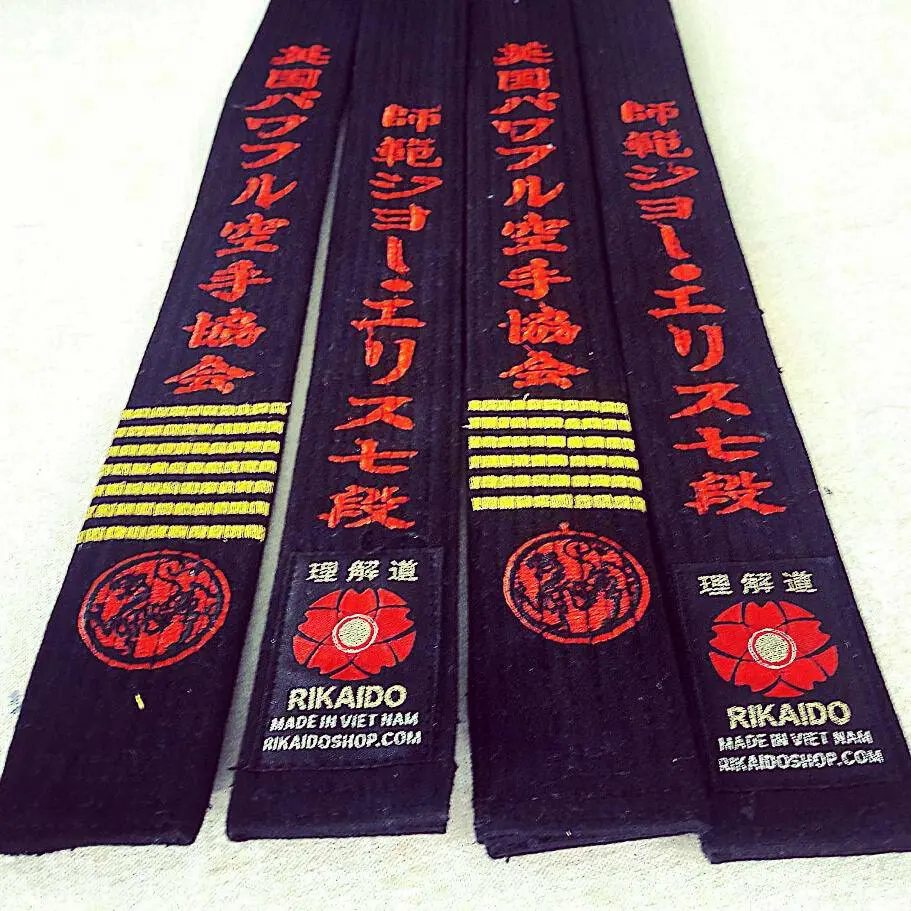 英国パワフル空手協会
師範ジョー・エリス七段
理解道
RIKAIDO
MADE IN VIET NAM
RIKAIDOSHOP.COM
英国パワフル空手協会
師範ジョー・エリス七段
理解道
RIKAIDO
MADE IN VIET NAM
RIKAIDOSHOP.COM